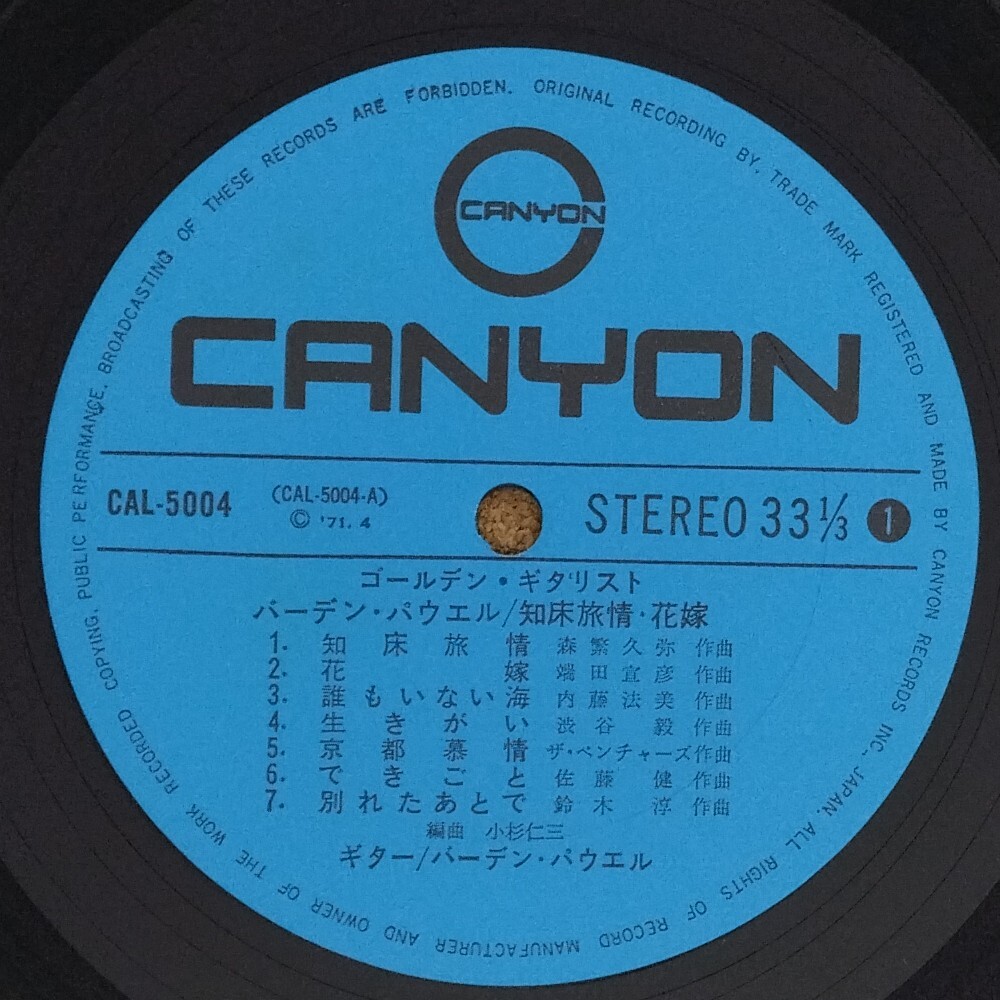 CANYON
CANYON
CAL-5004
(CAL-5004-A)
Ⓒ '71. 4
STEREO 33 1/3
1
ゴールデン・ギタリスト
バーデン・パウエル/知床旅情・花嫁
1. 知床旅情 森繁久弥 作曲
2. 花嫁 端田宣彦 作曲
3. 誰もいない海 内藤法美 作曲
4. 生きがい 渋谷毅 作曲
5. 京都慕情 ザ・ベンチャーズ作曲
6. できごと 佐藤健 作曲
7. 別れたあとで 鈴木淳 作曲
編曲 小杉仁三
ギター/バーデン・パウエル
ORIGINAL RECORDING BY, TRADE MARK REGISTERED AND MADE BY CANYON RECORDS INC., JAPAN. ALL RIGHTS OF RECORD MANUFACTURER AND OWNER OF THE WORK RECORDED COPYING, PUBLIC PERFORMANCE. BROADCASTING OF THESE RECORDS ARE FORBIDDEN.